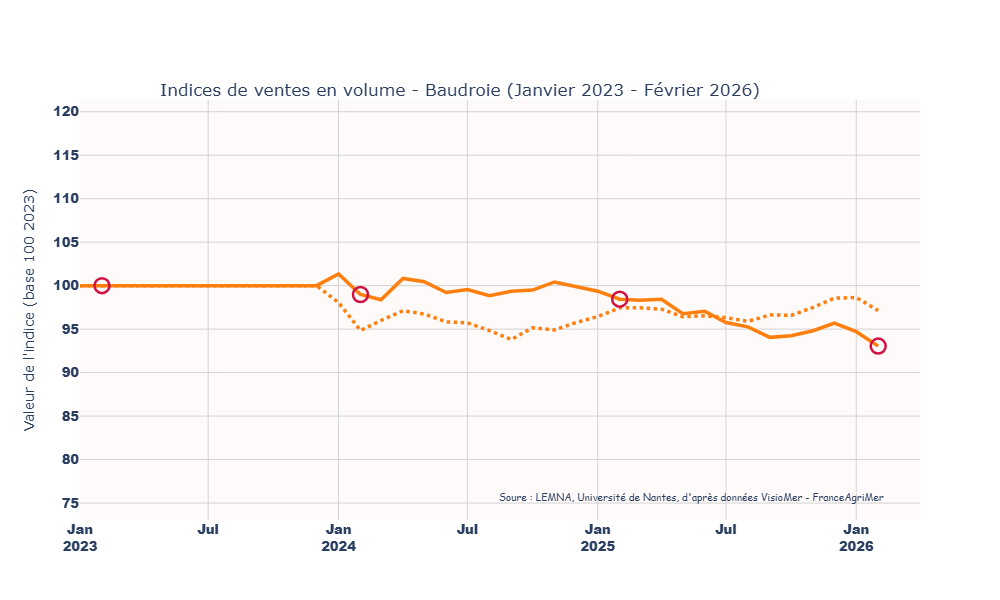 Indices de ventes en volume - Baudroie (Janvier 2023 - Février 2026)
Valeur de l'indice (base 100 2023)
120
115
110
105
100
95
90
85
80
75
Soure : LEMNA, Université de Nantes, d'après données VisioMer - FranceAgriMer
Jan Jul Jan Jul Jan Jul Jan
2023 2024 2025 2026